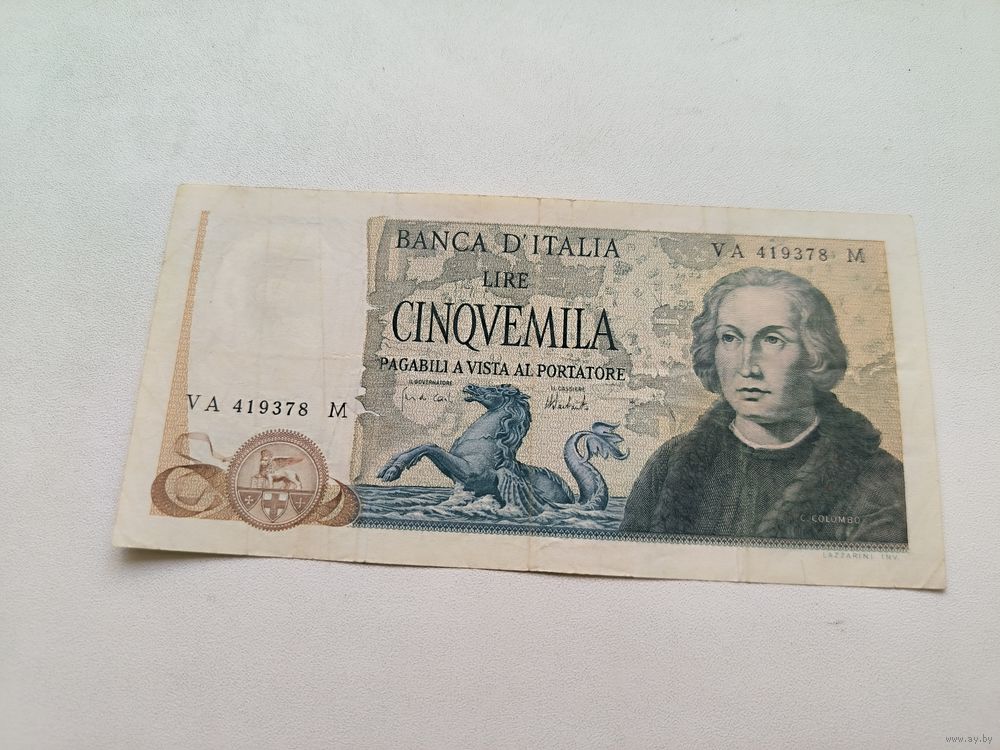 BANCA D'ITALIA
VA 419378 M
LIRE
CINQVEMILA
PAGABILI A VISTA AL PORTATORE
IL GOVERNATORE
IL CASSIERE
VA 419378 M
C. COLOMBO
LAZZARINI INV.
www.ay.by